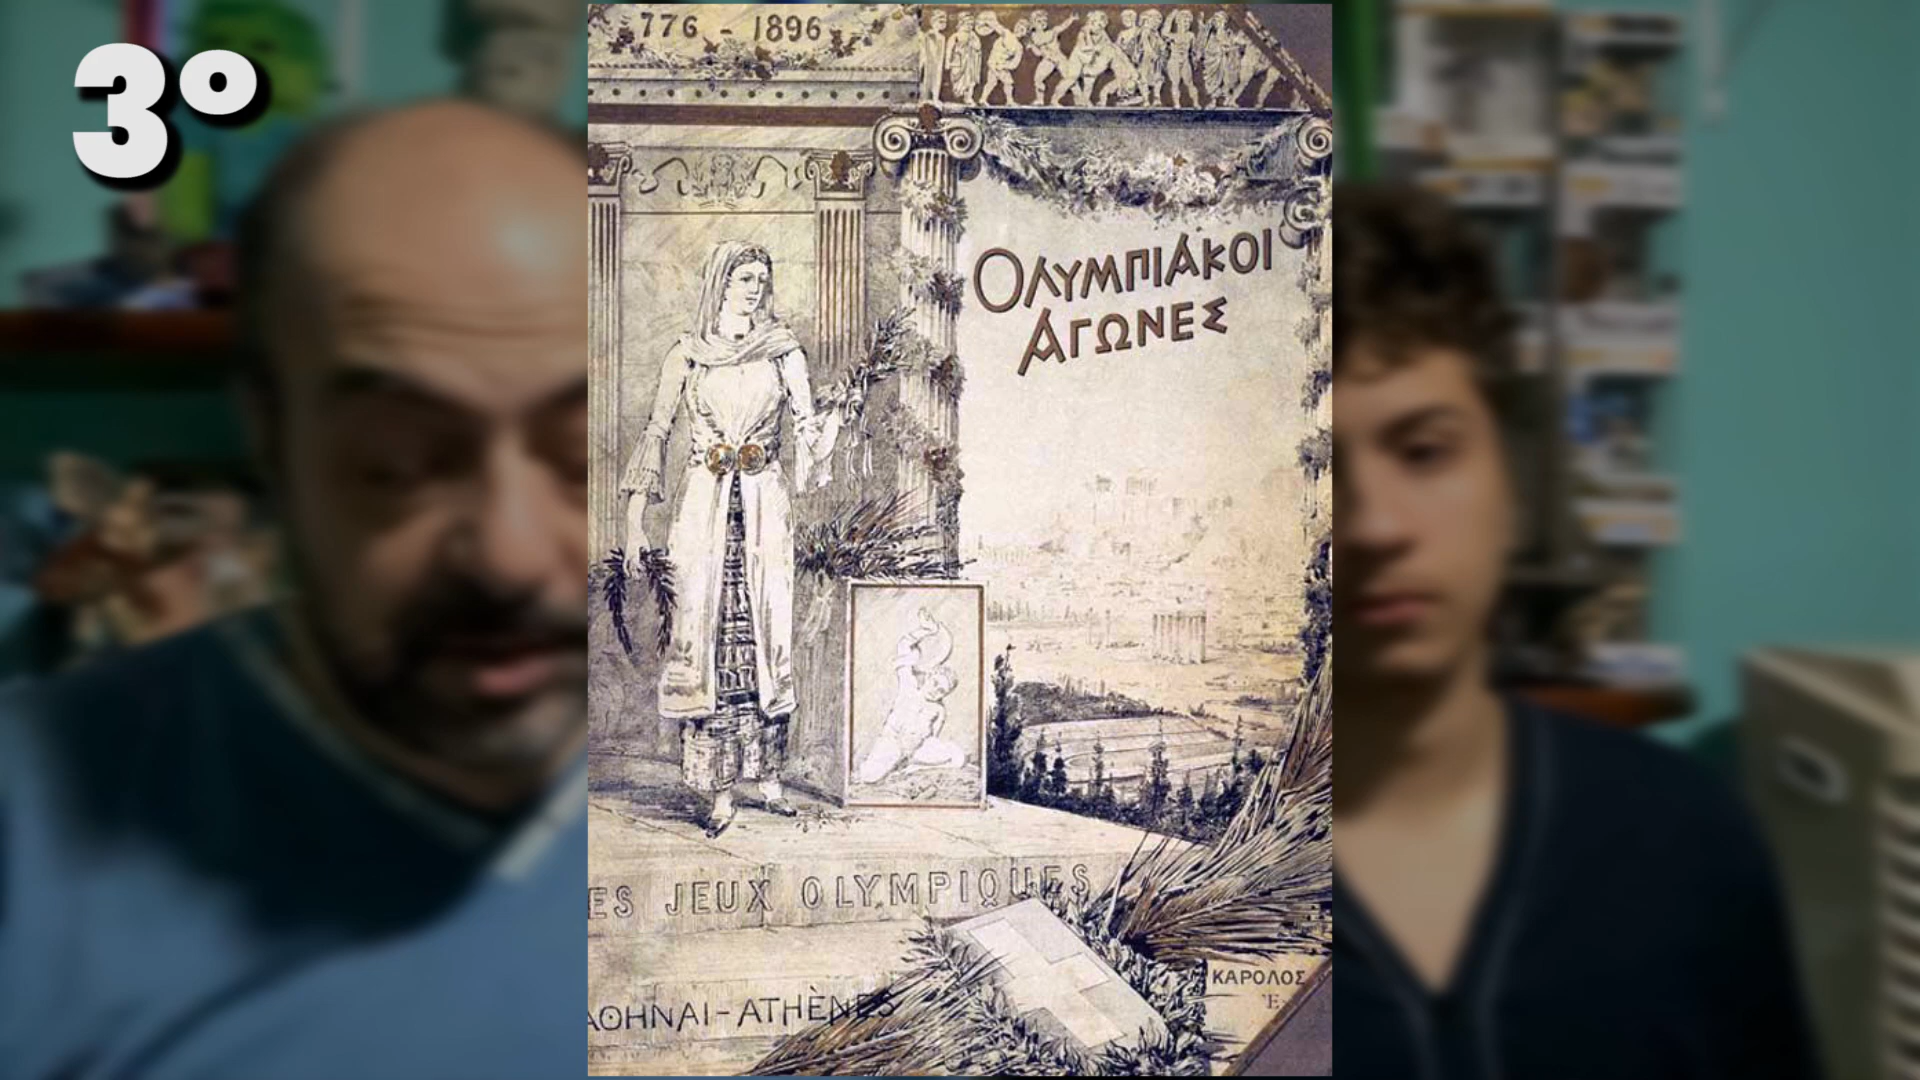 3º
776 - 1896
ΟΛΥΜΠΙΑΚΟΙ
ΑΓΩΝΕΣ
ES JEUX OLYMPIQUES
ΑΘΗΝΑΙ-ATHÈNES
ΚΑΡΟΛΟΣ
Έ